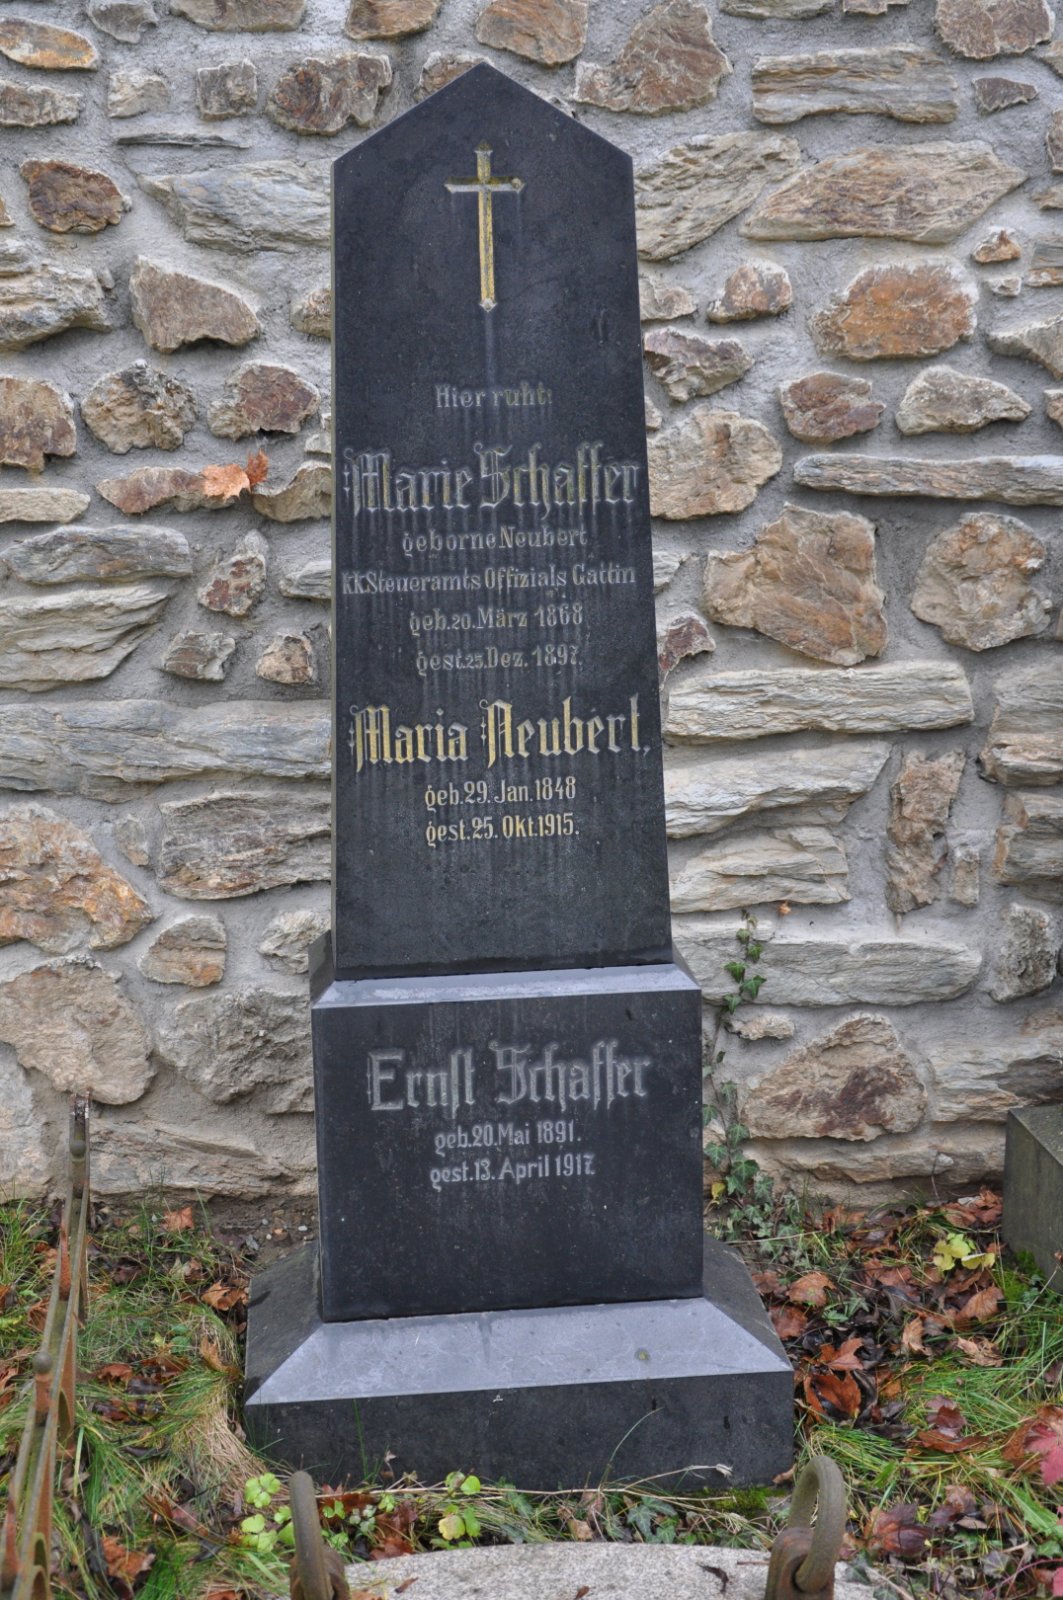 Hier ruht:
Marie Schaffer
geborne Neubert
KK Steueramts Offizials Gattin
geb. 20. März 1868
gest. 25. Dez. 1897.
Maria Neubert,
geb. 29. Jan. 1848
gest. 25. Okt. 1915.
Ernst Schaffer
geb. 20. Mai 1891.
gest. 13. April 1917.